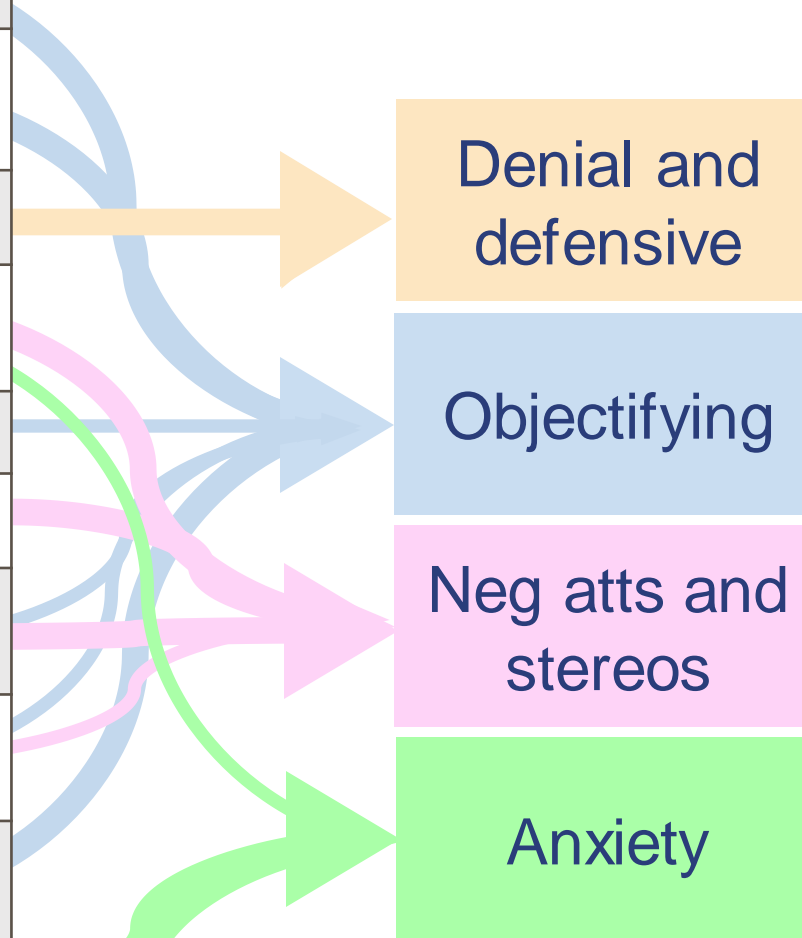 Denial and
defensive
Objectifying
Neg atts and
stereos
Anxiety